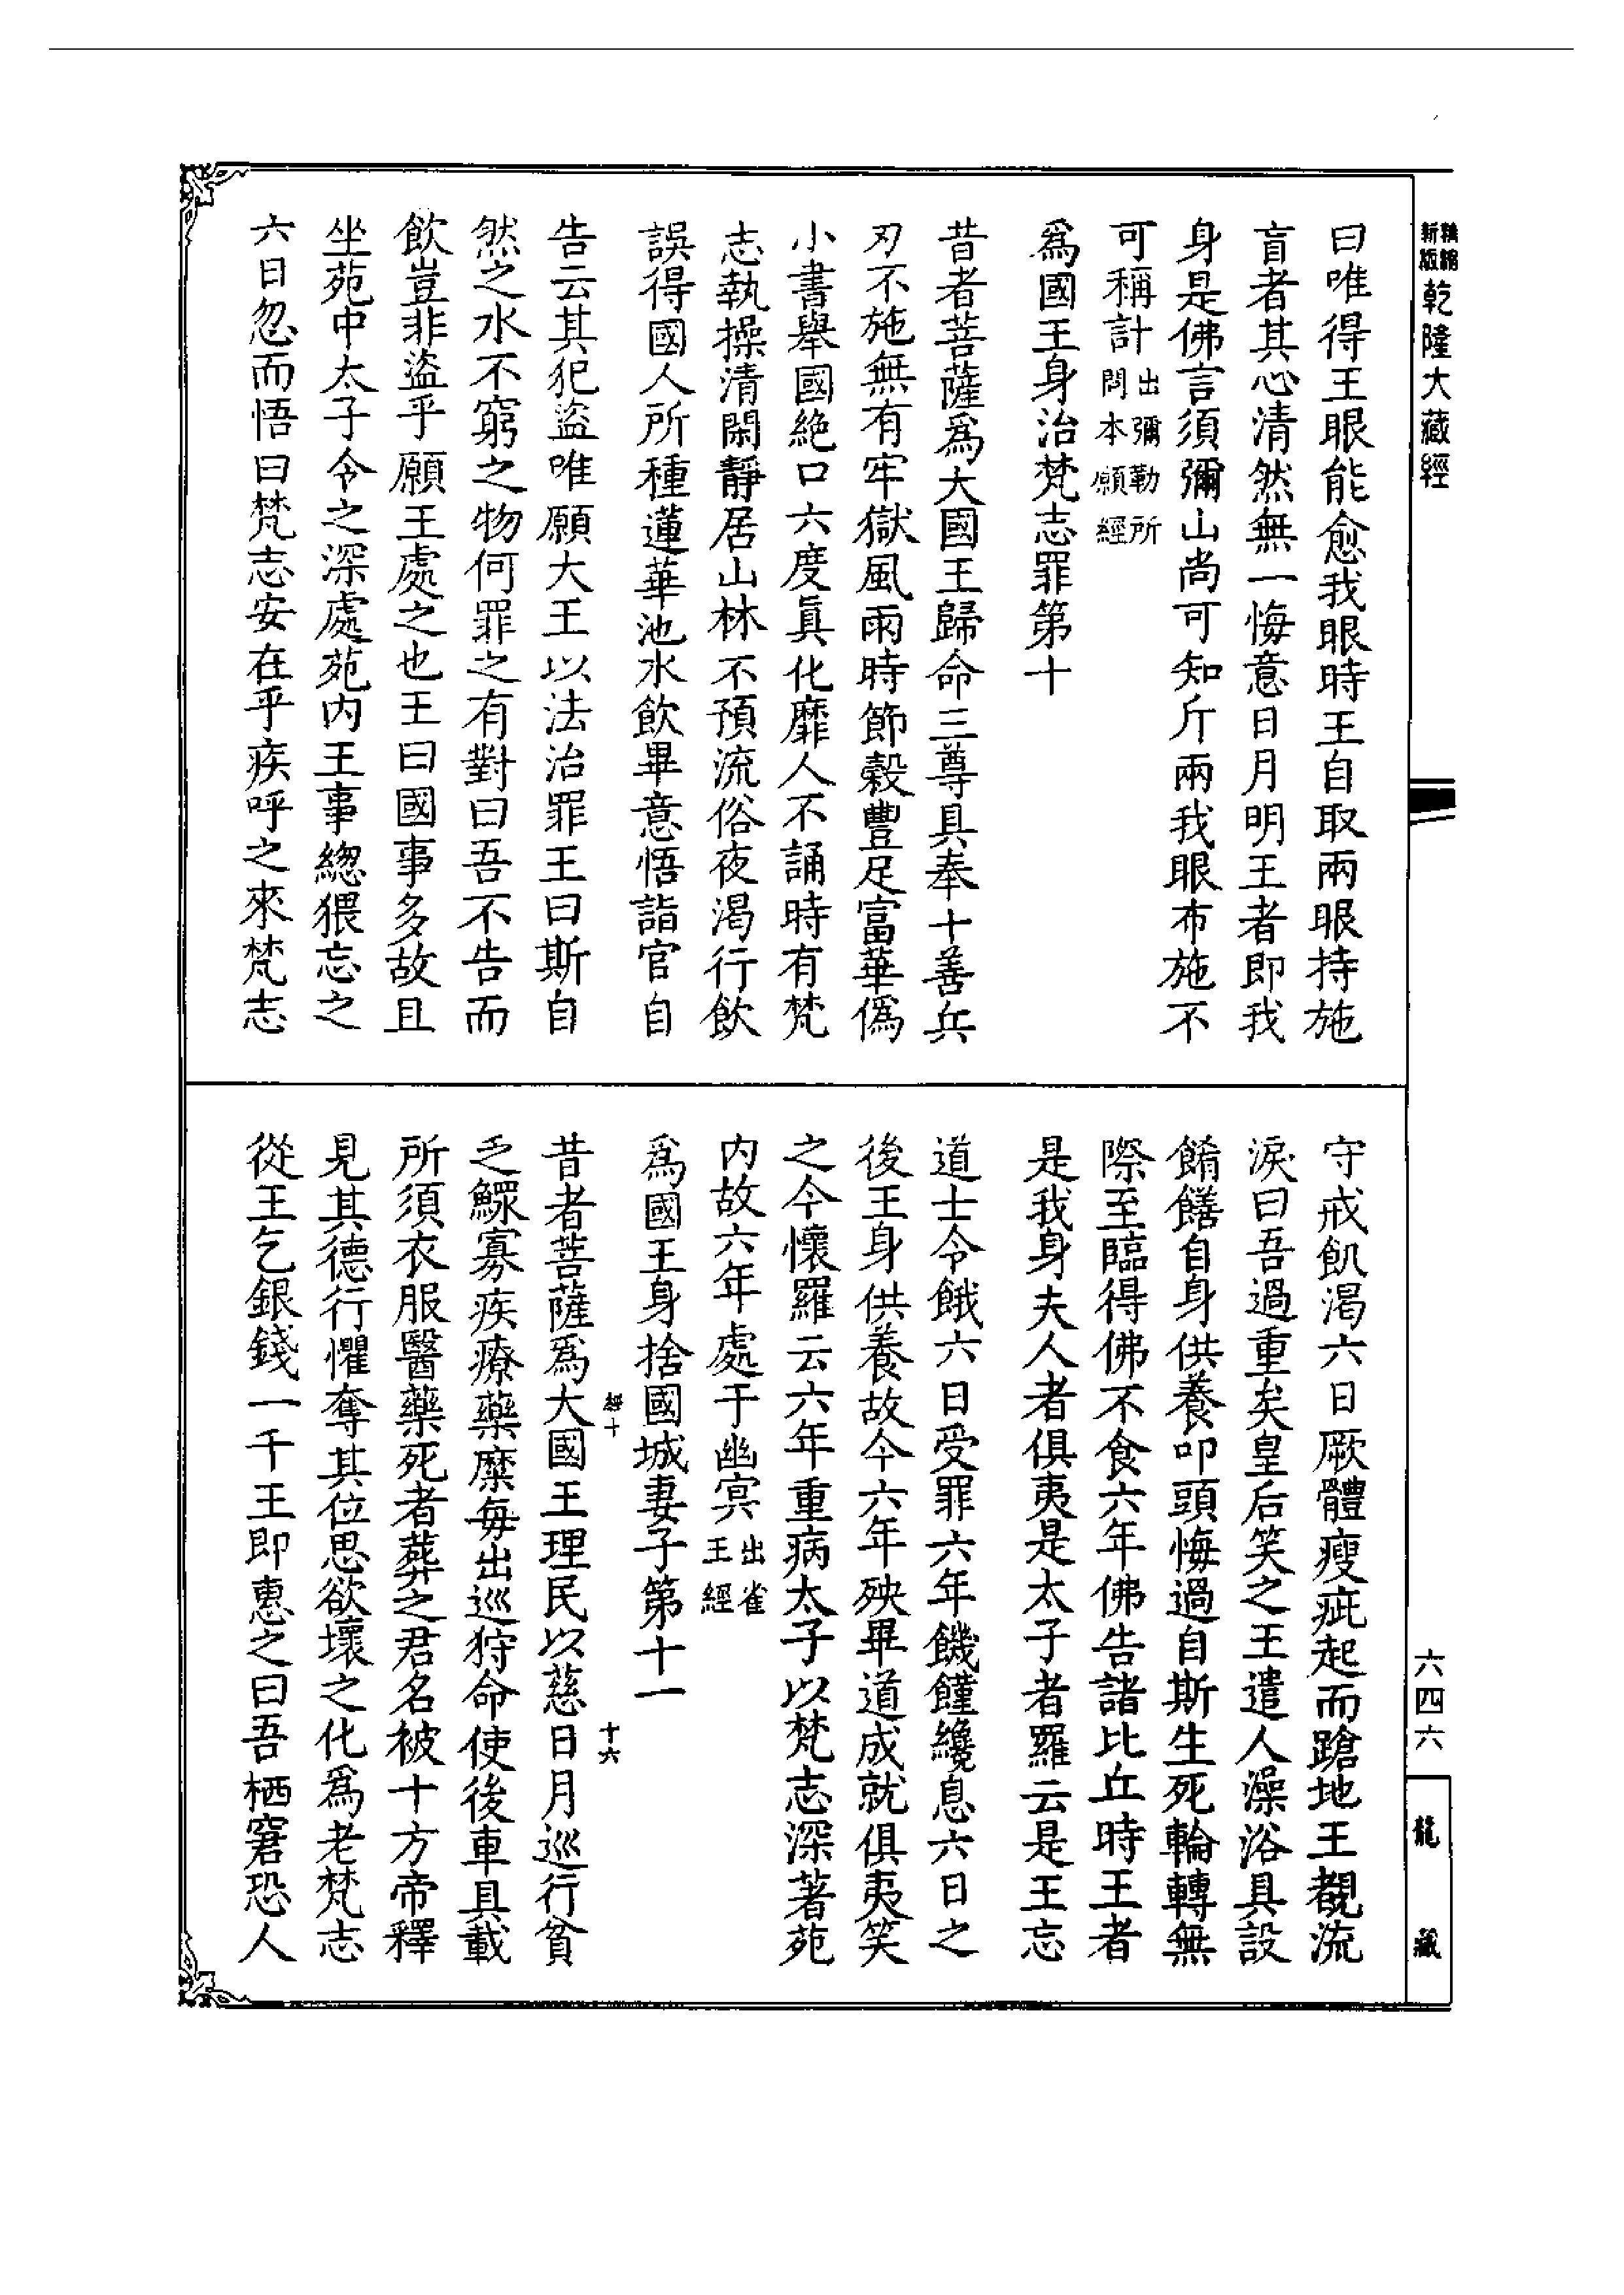 新版精縮乾隆大藏經
曰唯得王眼能愈我眼時王自取兩眼持施
盲者其心清然無一悔意日月明王者即我
身是佛言須彌山尚可知斤兩我眼布施不
可稱計出彌勒所問本願經
爲國王身治梵志罪第十
昔者菩薩爲大國王歸命三尊具奉十善兵
刃不施無有牢獄風雨時節穀豐足富華僞
小書舉國絶口六度眞化靡人不誦時有梵
志執操清閑靜居山林不預流俗夜渴行飲
誤得國人所種蓮華池水飲畢意悟詣官自
告云其犯盜唯願大王以法治罪王曰斯自
然之水不窮之物何罪之有對曰吾不告而
飲豈非盜乎願王處之也王曰國事多故且
坐苑中太子令之深處苑内王事緫猥忘之
六日忽而悟曰梵志安在乎疾呼之來梵志
守戒飢渴六日厥體瘦疵起而蹌地王覩流
淚曰吾過重矣皇后笑之王遣人澡浴具設
餚饍自身供養叩頭悔過自斯生死輪轉無
際至臨得佛不食六年佛告諸比丘時王者
是我身夫人者俱夷是太子者羅云是王忘
道士令餓六日受罪六年饑饉纔息六日之
後王身供養故今六年殃畢道成就俱夷笑
之今懷羅云六年重病太子以梵志深著苑
内故六年處于幽冥出雀王經
爲國王身捨國城妻子第十一
經十
十六
昔者菩薩爲大國王理民以慈日月巡行貧
乏鰥寡疾療藥糜每出巡狩命使後車具載
所須衣服醫藥死者葬之君名被十方帝釋
見其德行懼奪其位思欲壞之化爲老梵志
從王乞銀錢一千王即惠之曰吾栖窘恐人
六四六
龍藏